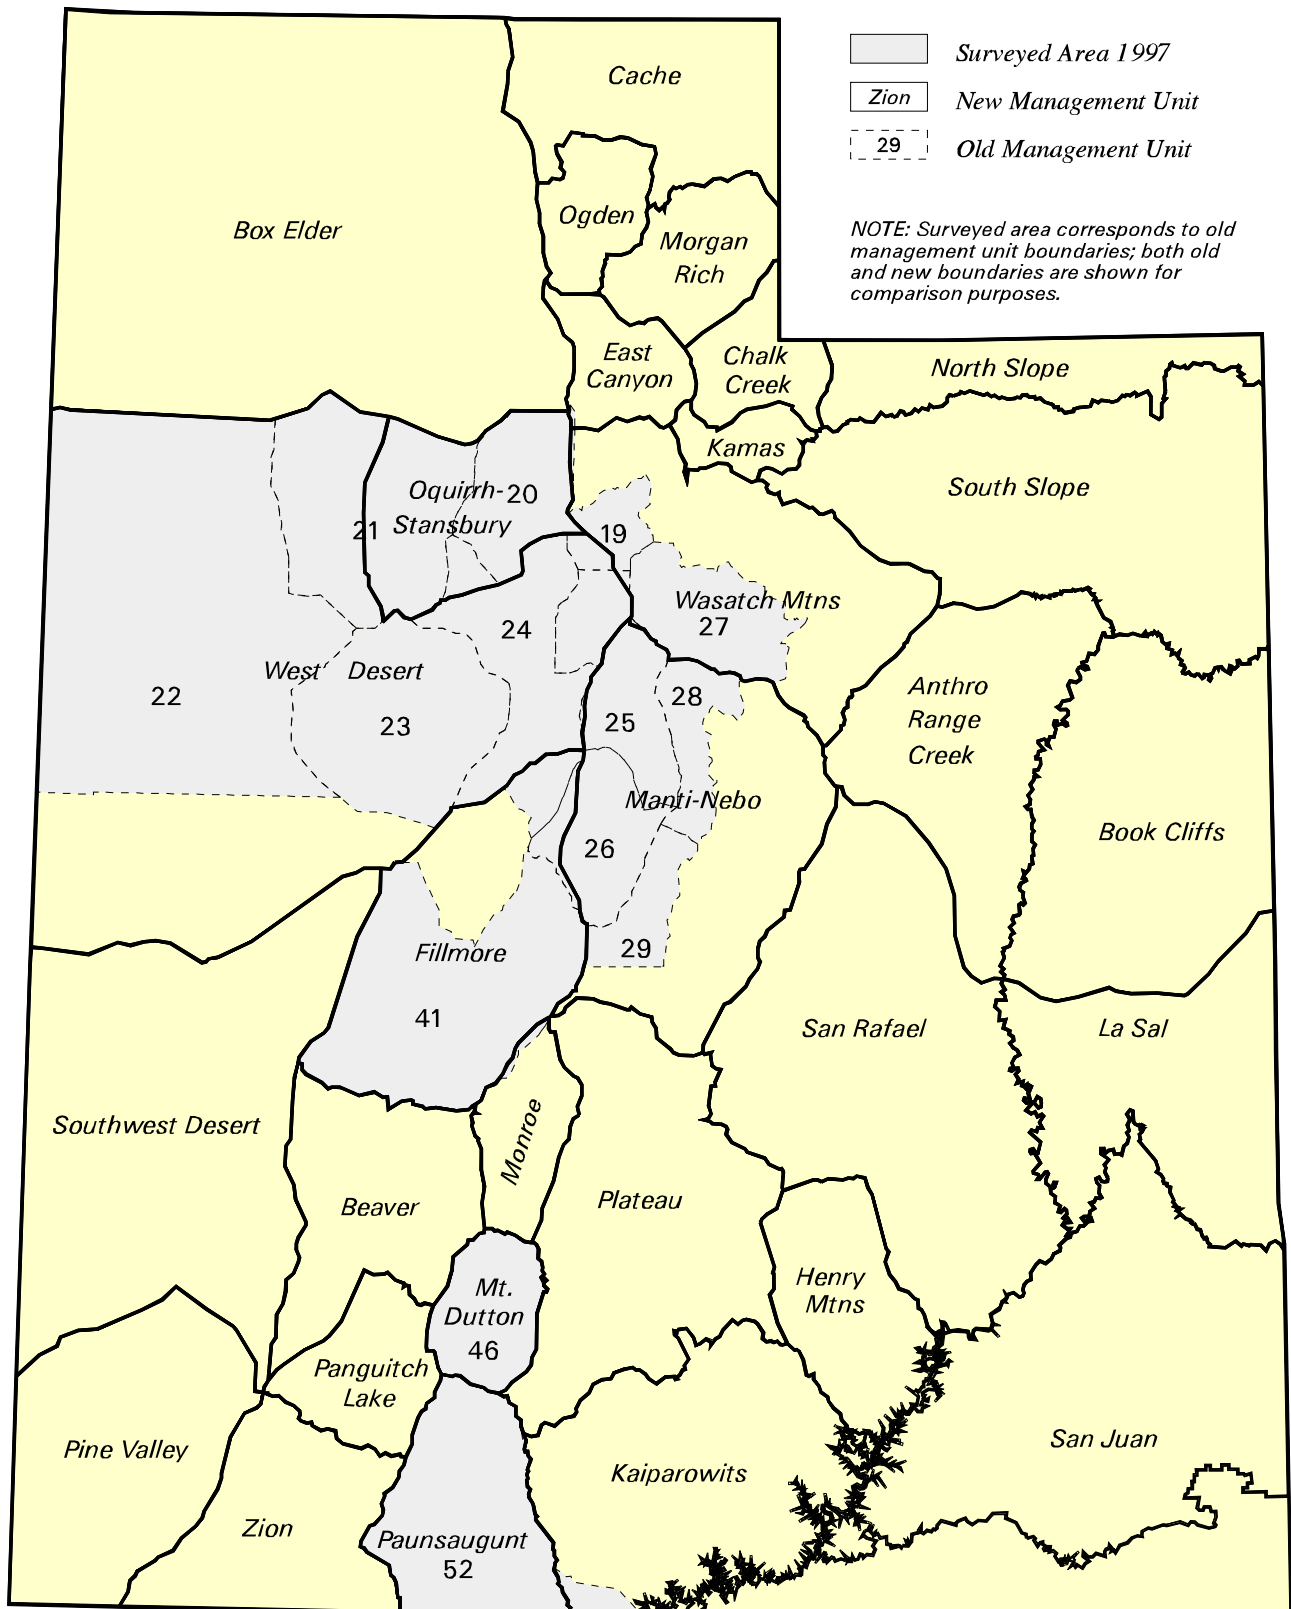 Surveyed Area 1997
Zion
New Management Unit
29
Old Management Unit
NOTE: Surveyed area corresponds to old
management unit boundaries; both old
and new boundaries are shown for
comparison purposes.
Cache
Ogden
Box Elder
Morgan
Rich
East
Canyon
Chalk
Creek
North Slope
Kamas
South Slope
Oquirrh-
20
Stansbury
21
19
Wasatch Mtns
27
24
West Desert
22
23
25
28
Anthro
Range
Creek
Manti-Nebo
26
Book Cliffs
Fillmore
29
41
San Rafael
La Sal
Southwest Desert
Monroe
Beaver
Plateau
Mt.
Dutton
46
Henry
Mtns
Panguitch
Lake
Pine Valley
San Juan
Kaiparowits
Zion
Paunsaugunt
52